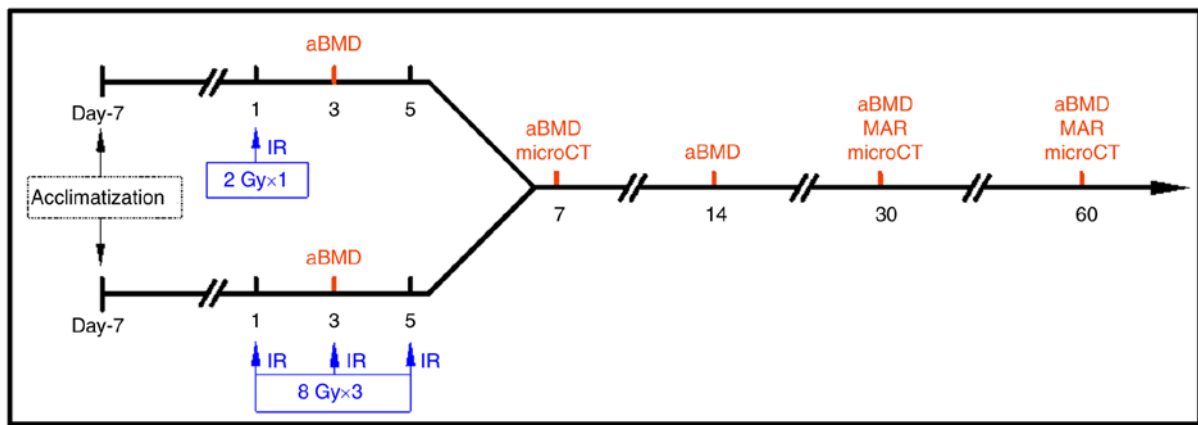 aBMD
Day-7
1
3
5
IR
2 Gy×1
Acclimatization
aBMD
microCT
7
aBMD
14
aBMD
MAR
microCT
30
aBMD
MAR
microCT
60
aBMD
Day-7
1
3
5
IR
IR
IR
8 Gy×3